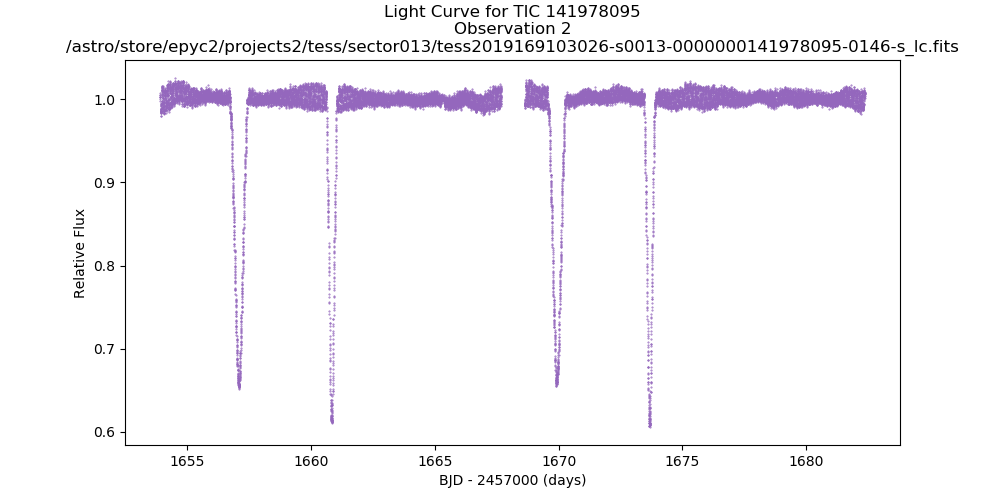 Light Curve for TIC 141978095
Observation 2
/astro/store/epyc2/projects2/tess/sector013/tess2019169103026-s0013-0000000141978095-0146-s_lc.fits
1.0
0.9
0.8
0.7
0.6
Relative Flux
1655 1660 1665 1670 1675 1680
BJD - 2457000 (days)